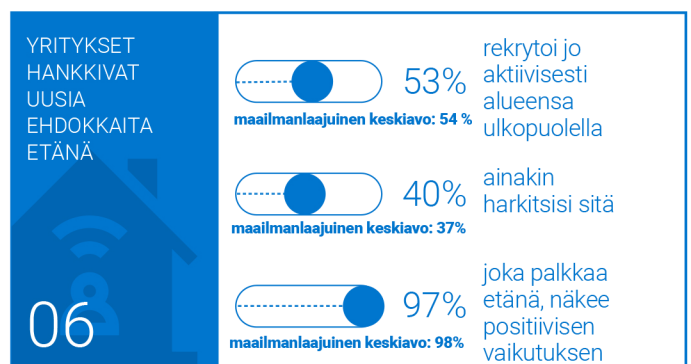 YRITYKSET
HANKKIVAT
UUSIA
EHDOKKAITA
ETÄNÄ
06
53%
maailmanlaajuinen keskiavo: 54 %
rekrytoi jo
aktiivisesti
alueensa
ulkopuolella
40%
maailmanlaajuinen keskiavo: 37%
ainakin
harkitsisi sitä
97%
maailmanlaajuinen keskiavo: 98%
joka palkkaa
etänä, näkee
positiivisen
vaikutuksen